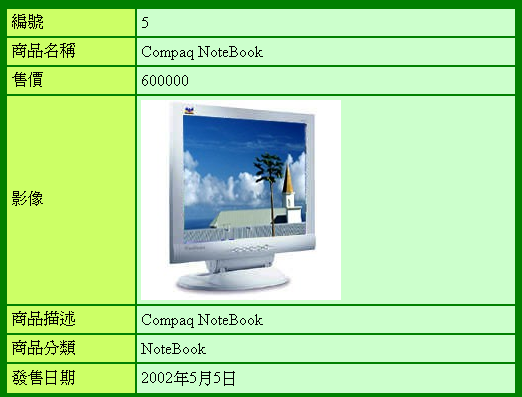 編號 5
商品名稱 Compaq NoteBook
售價 600000
影像
商品描述 Compaq NoteBook
商品分類 NoteBook
發售日期 2002年5月5日